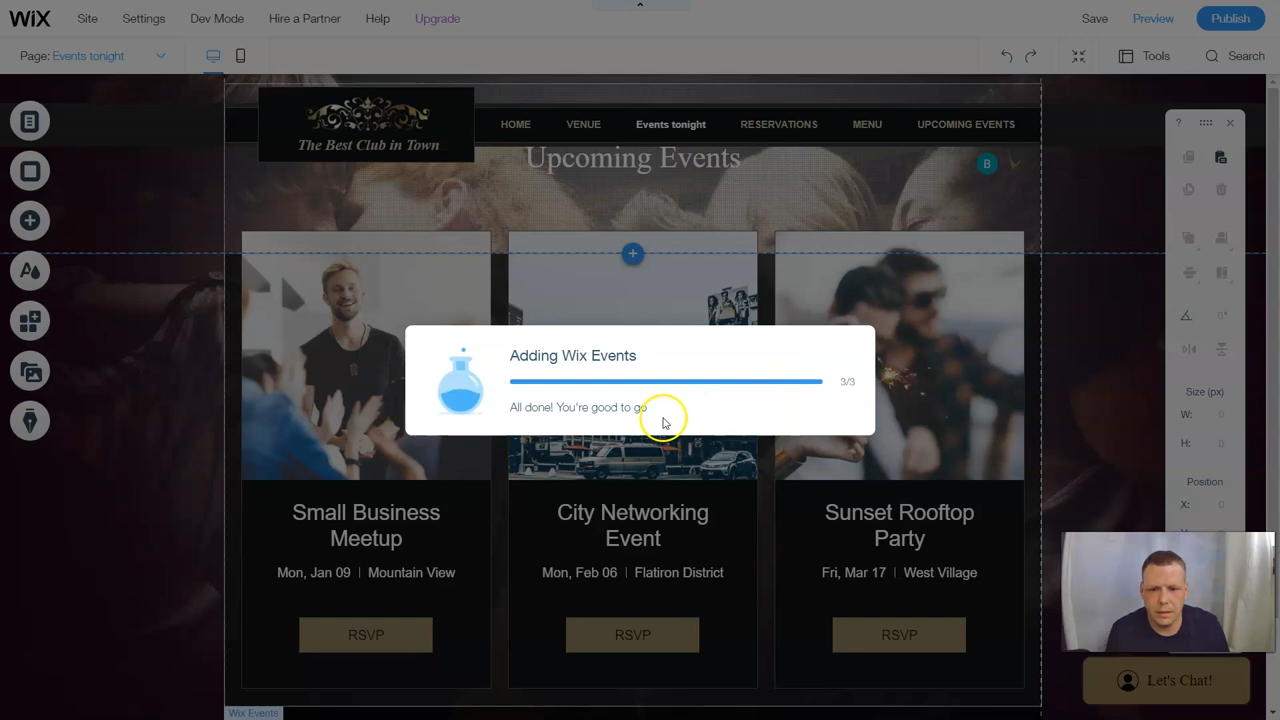 WiX Site Settings Dev Mode Hire a Partner Help Upgrade Save Preview Publish
Page: Events tonight Tools Search
The Best Club in Town
HOME VENUE Events tonight RESERVATIONS MENU UPCOMING EVENTS
Upcoming Events
B
Adding Wix Events
3/3
All done! You're good to go
Small Business
Meetup
Mon, Jan 09 | Mountain View
RSVP
City Networking
Event
Mon, Feb 06 | Flatiron District
RSVP
Sunset Rooftop
Party
Fri, Mar 17 | West Village
RSVP
Wix Events
?
0°
Size (px)
W: 0
H: 0
Position
X: 0
Let's Chat!